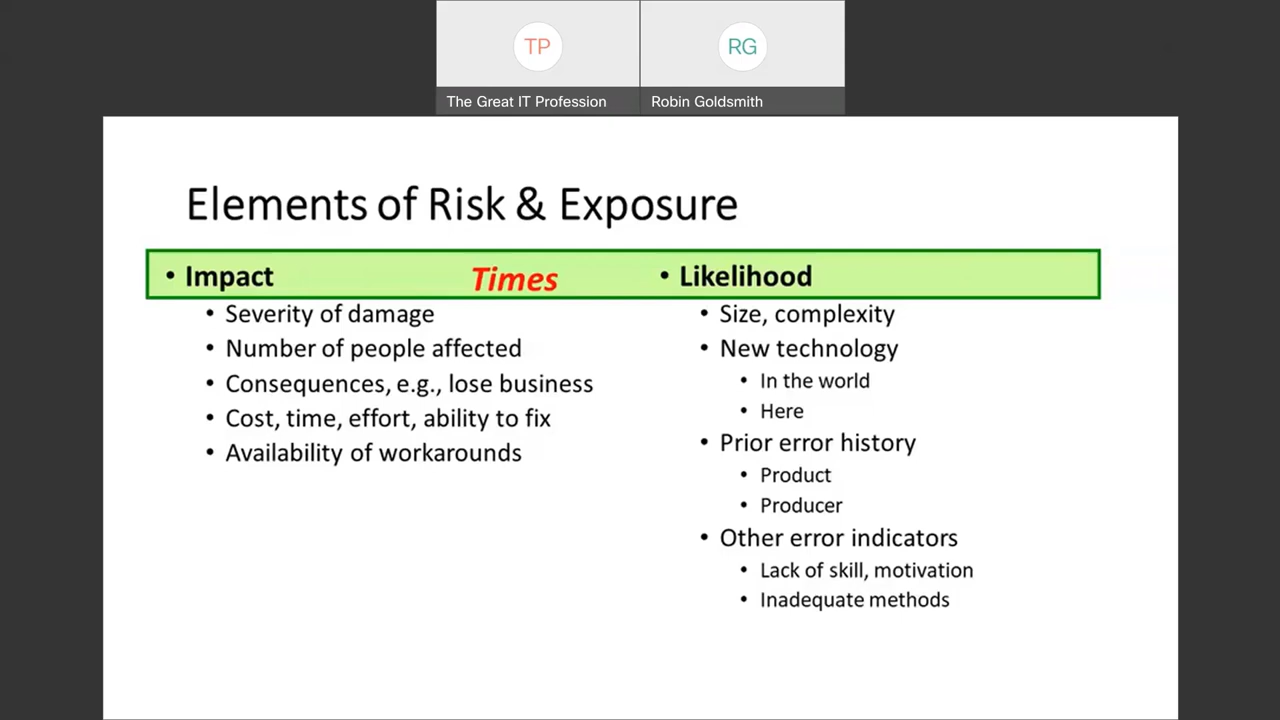 TP
RG
The Great IT Profession
Robin Goldsmith
Elements of Risk & Exposure
• Impact Times • Likelihood
• Severity of damage
• Number of people affected
• Consequences, e.g., lose business
• Cost, time, effort, ability to fix
• Availability of workarounds
• Size, complexity
• New technology
• In the world
• Here
• Prior error history
• Product
• Producer
• Other error indicators
• Lack of skill, motivation
• Inadequate methods